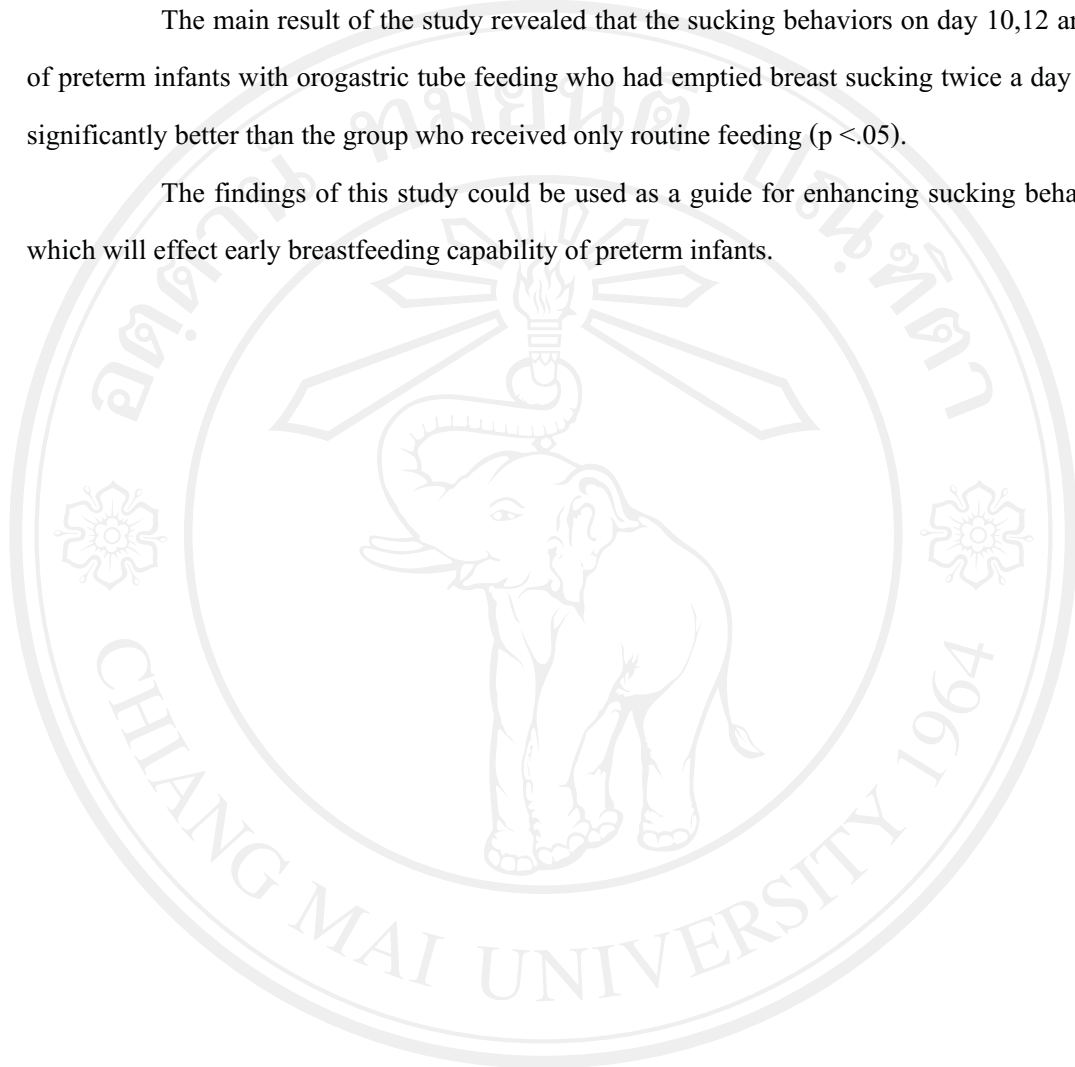 The main result of the study revealed that the sucking behaviors on day 10,12 a
of preterm infants with orogastric tube feeding who had emptied breast sucking twice a day
significantly better than the group who received only routine feeding (p <.05).
The findings of this study could be used as a guide for enhancing sucking beha
which will effect early breastfeeding capability of preterm infants.
CHIANG MAI UNIVERSITY 1964